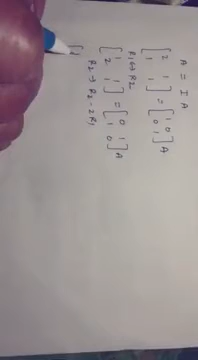 A = I A
[2 1
1 1] = [1 0
0 1] A
R1 ↔ R2
[1 1
2 1] = [0 1
1 0] A
R2 → R2 - 2R1
[